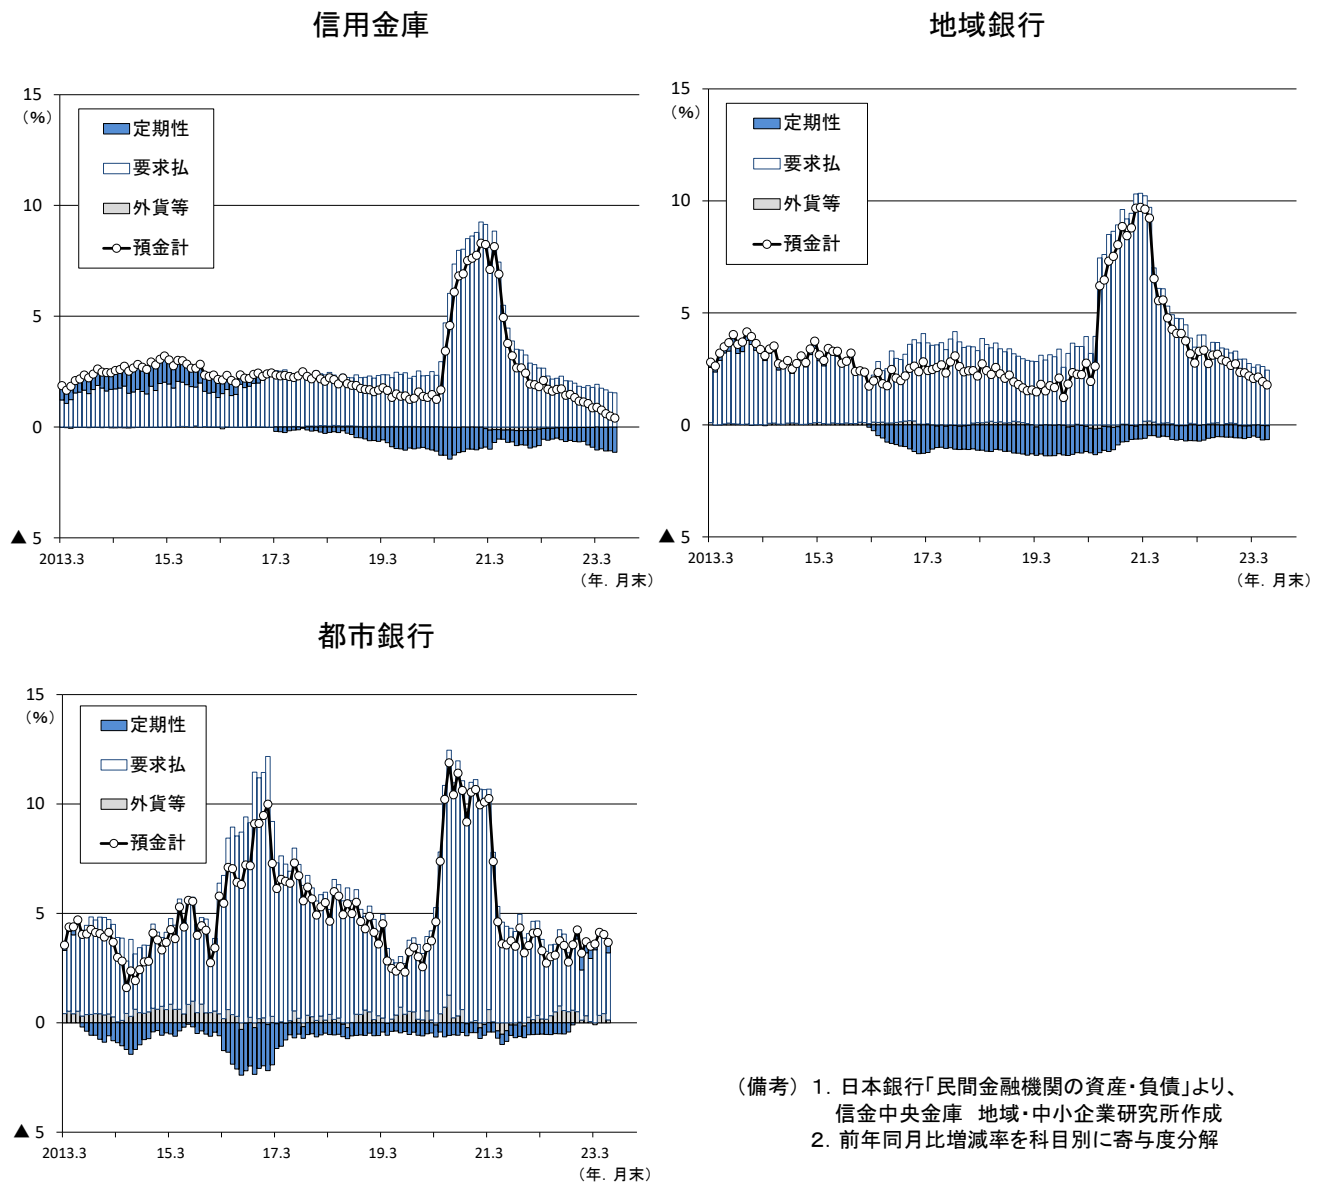 信用金庫
15
(%)
10
5
0
▲ 5
定期性
要求払
外貨等
預金計
2013.3 15.3 17.3 19.3 21.3 23.3
(年.月末)
地域銀行
15
(%)
10
5
0
▲ 5
定期性
要求払
外貨等
預金計
2013.3 15.3 17.3 19.3 21.3 23.3
(年.月末)
都市銀行
15
(%)
10
5
0
▲ 5
定期性
要求払
外貨等
預金計
2013.3 15.3 17.3 19.3 21.3 23.3
(年.月末)
(備考) 1.日本銀行「民間金融機関の資産・負債」より、
信金中央金庫 地域・中小企業研究所作成
2.前年同月比増減率を科目別に寄与度分解